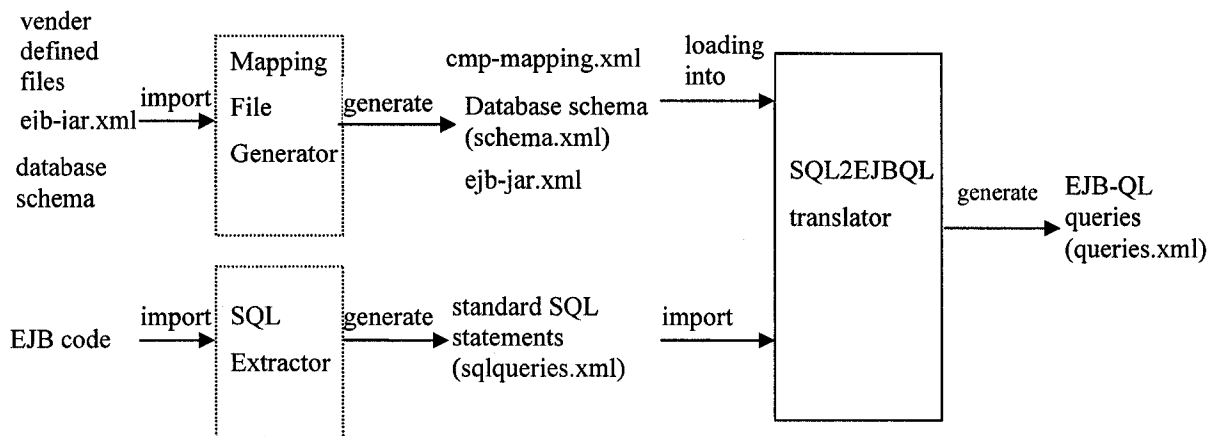 vender
defined
files
eib-iar.xml
database
schema
import
Mapping
File
Generator
generate
cmp-mapping.xml
Database schema
(schema.xml)
ejb-jar.xml
loading
into
SQL2EJBQL
translator
generate
EJB-QL
queries
(queries.xml)
EJB code
import
SQL
Extractor
generate
standard SQL
statements
(sqlqueries.xml)
import